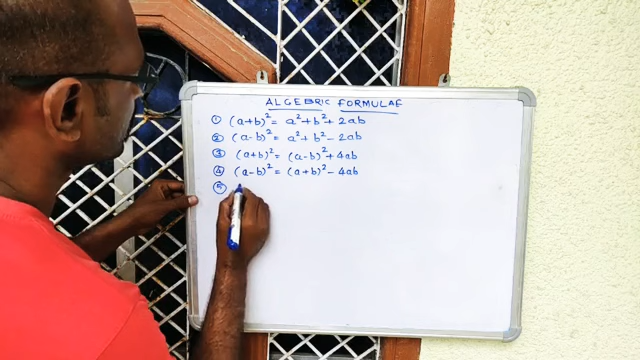 ALGEBRIC FORMULAE
① (a+b)² = a² + b² + 2ab
② (a-b)² = a² + b² - 2ab
③ (a+b)² = (a-b)² + 4ab
④ (a-b)² = (a+b)² - 4ab
⑤